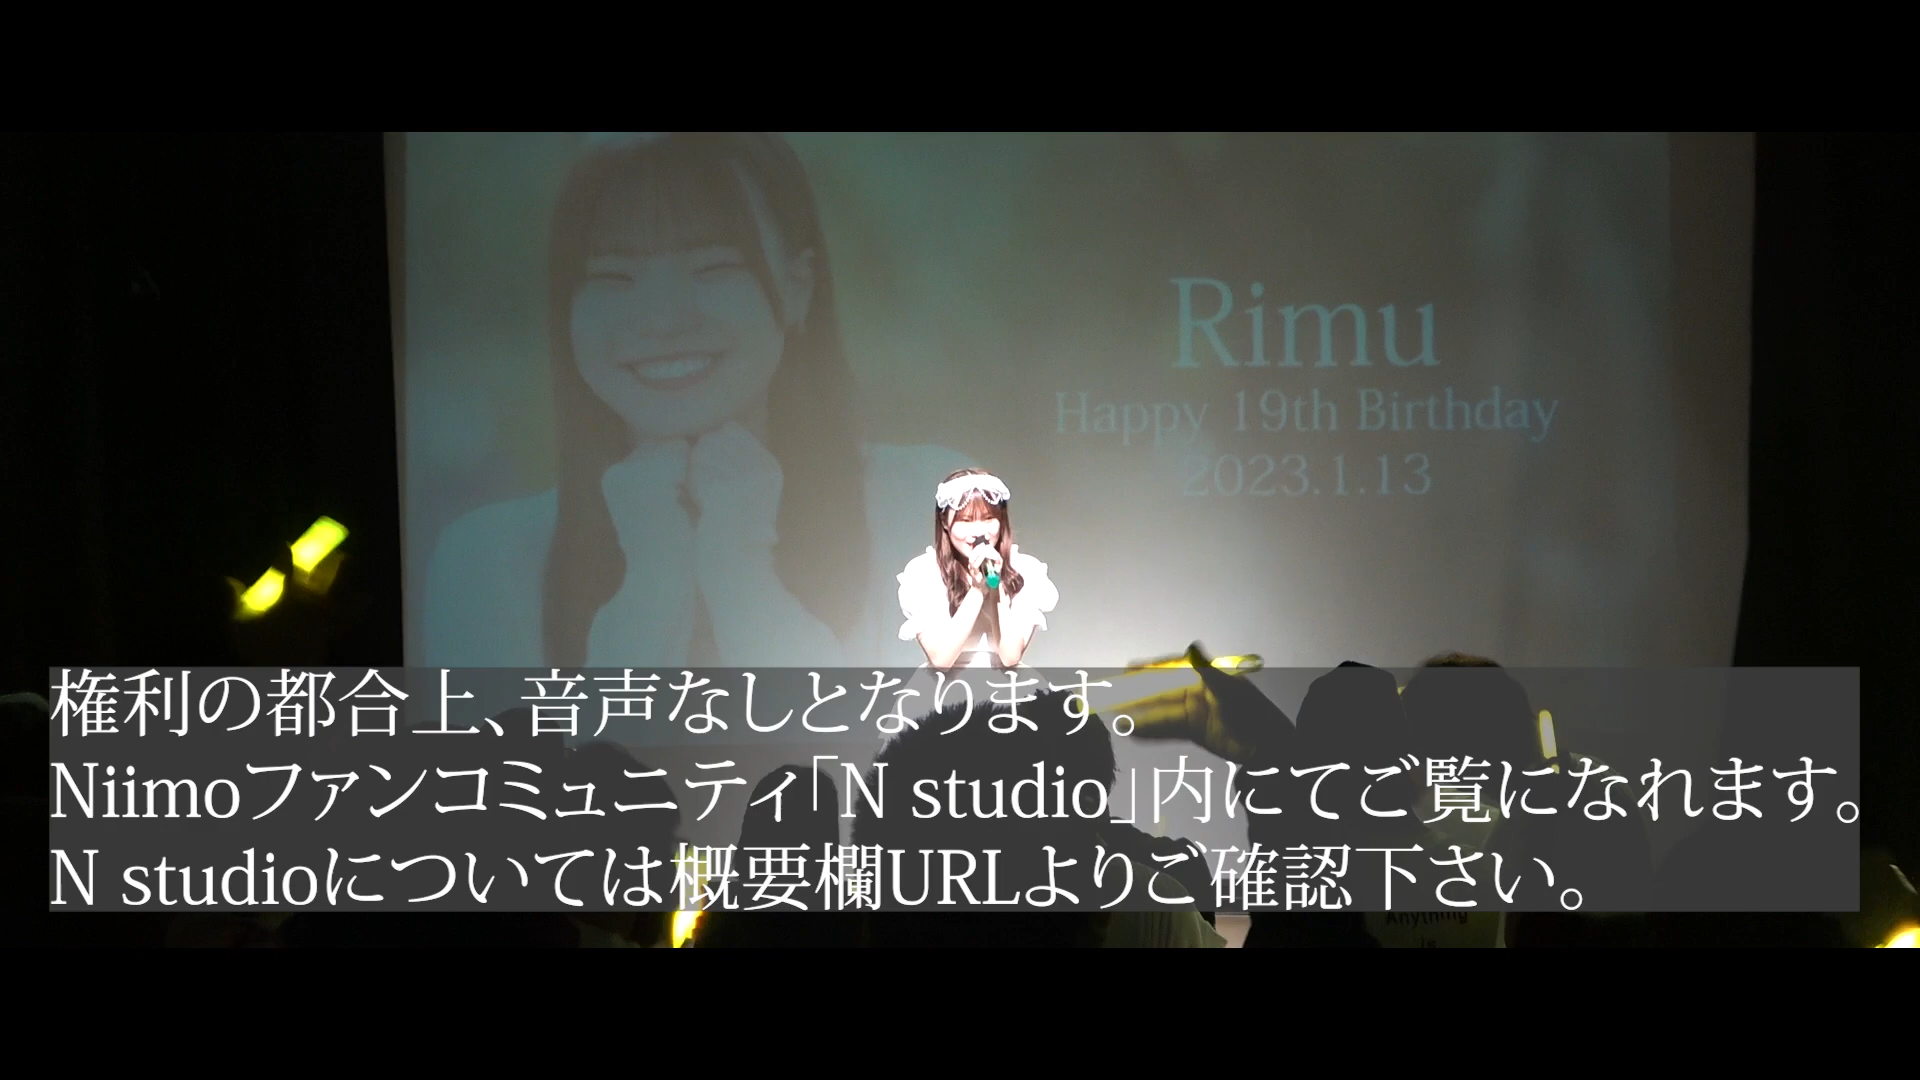 Rimu
Happy 19th Birthday
2023.1.13
権利の都合上、音声なしとなります。
Niimoファンコミュニティ「N studio」内にてご覧になれます。
N studioについては概要欄URLよりご確認下さい。
Anything
is